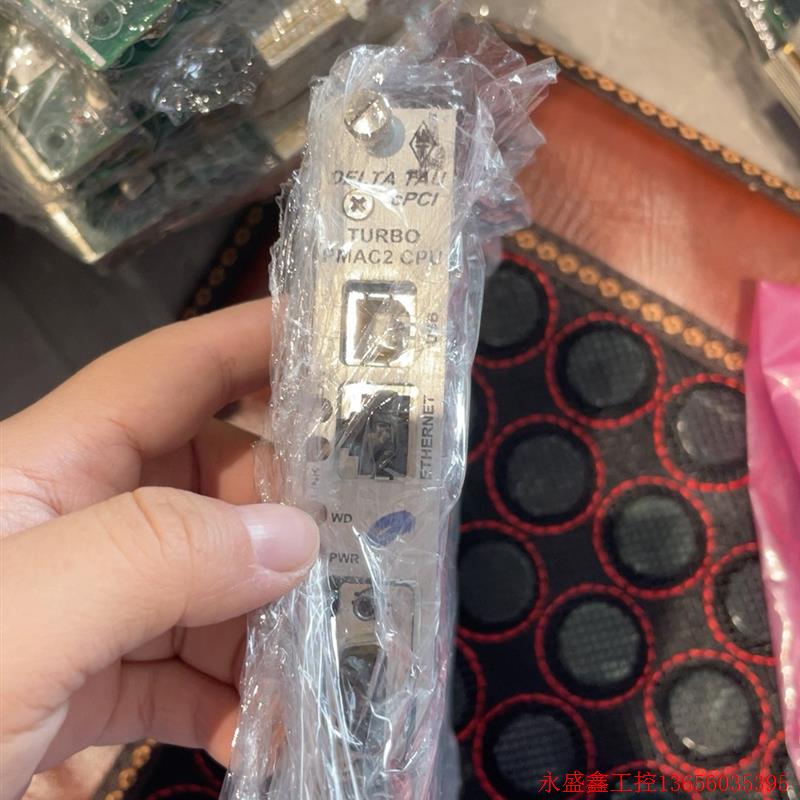 DELTA TAU
cPCI
TURBO
PMAC2 CPU
USB
ETHERNET
WD
PWR
永盛鑫工控13656035395